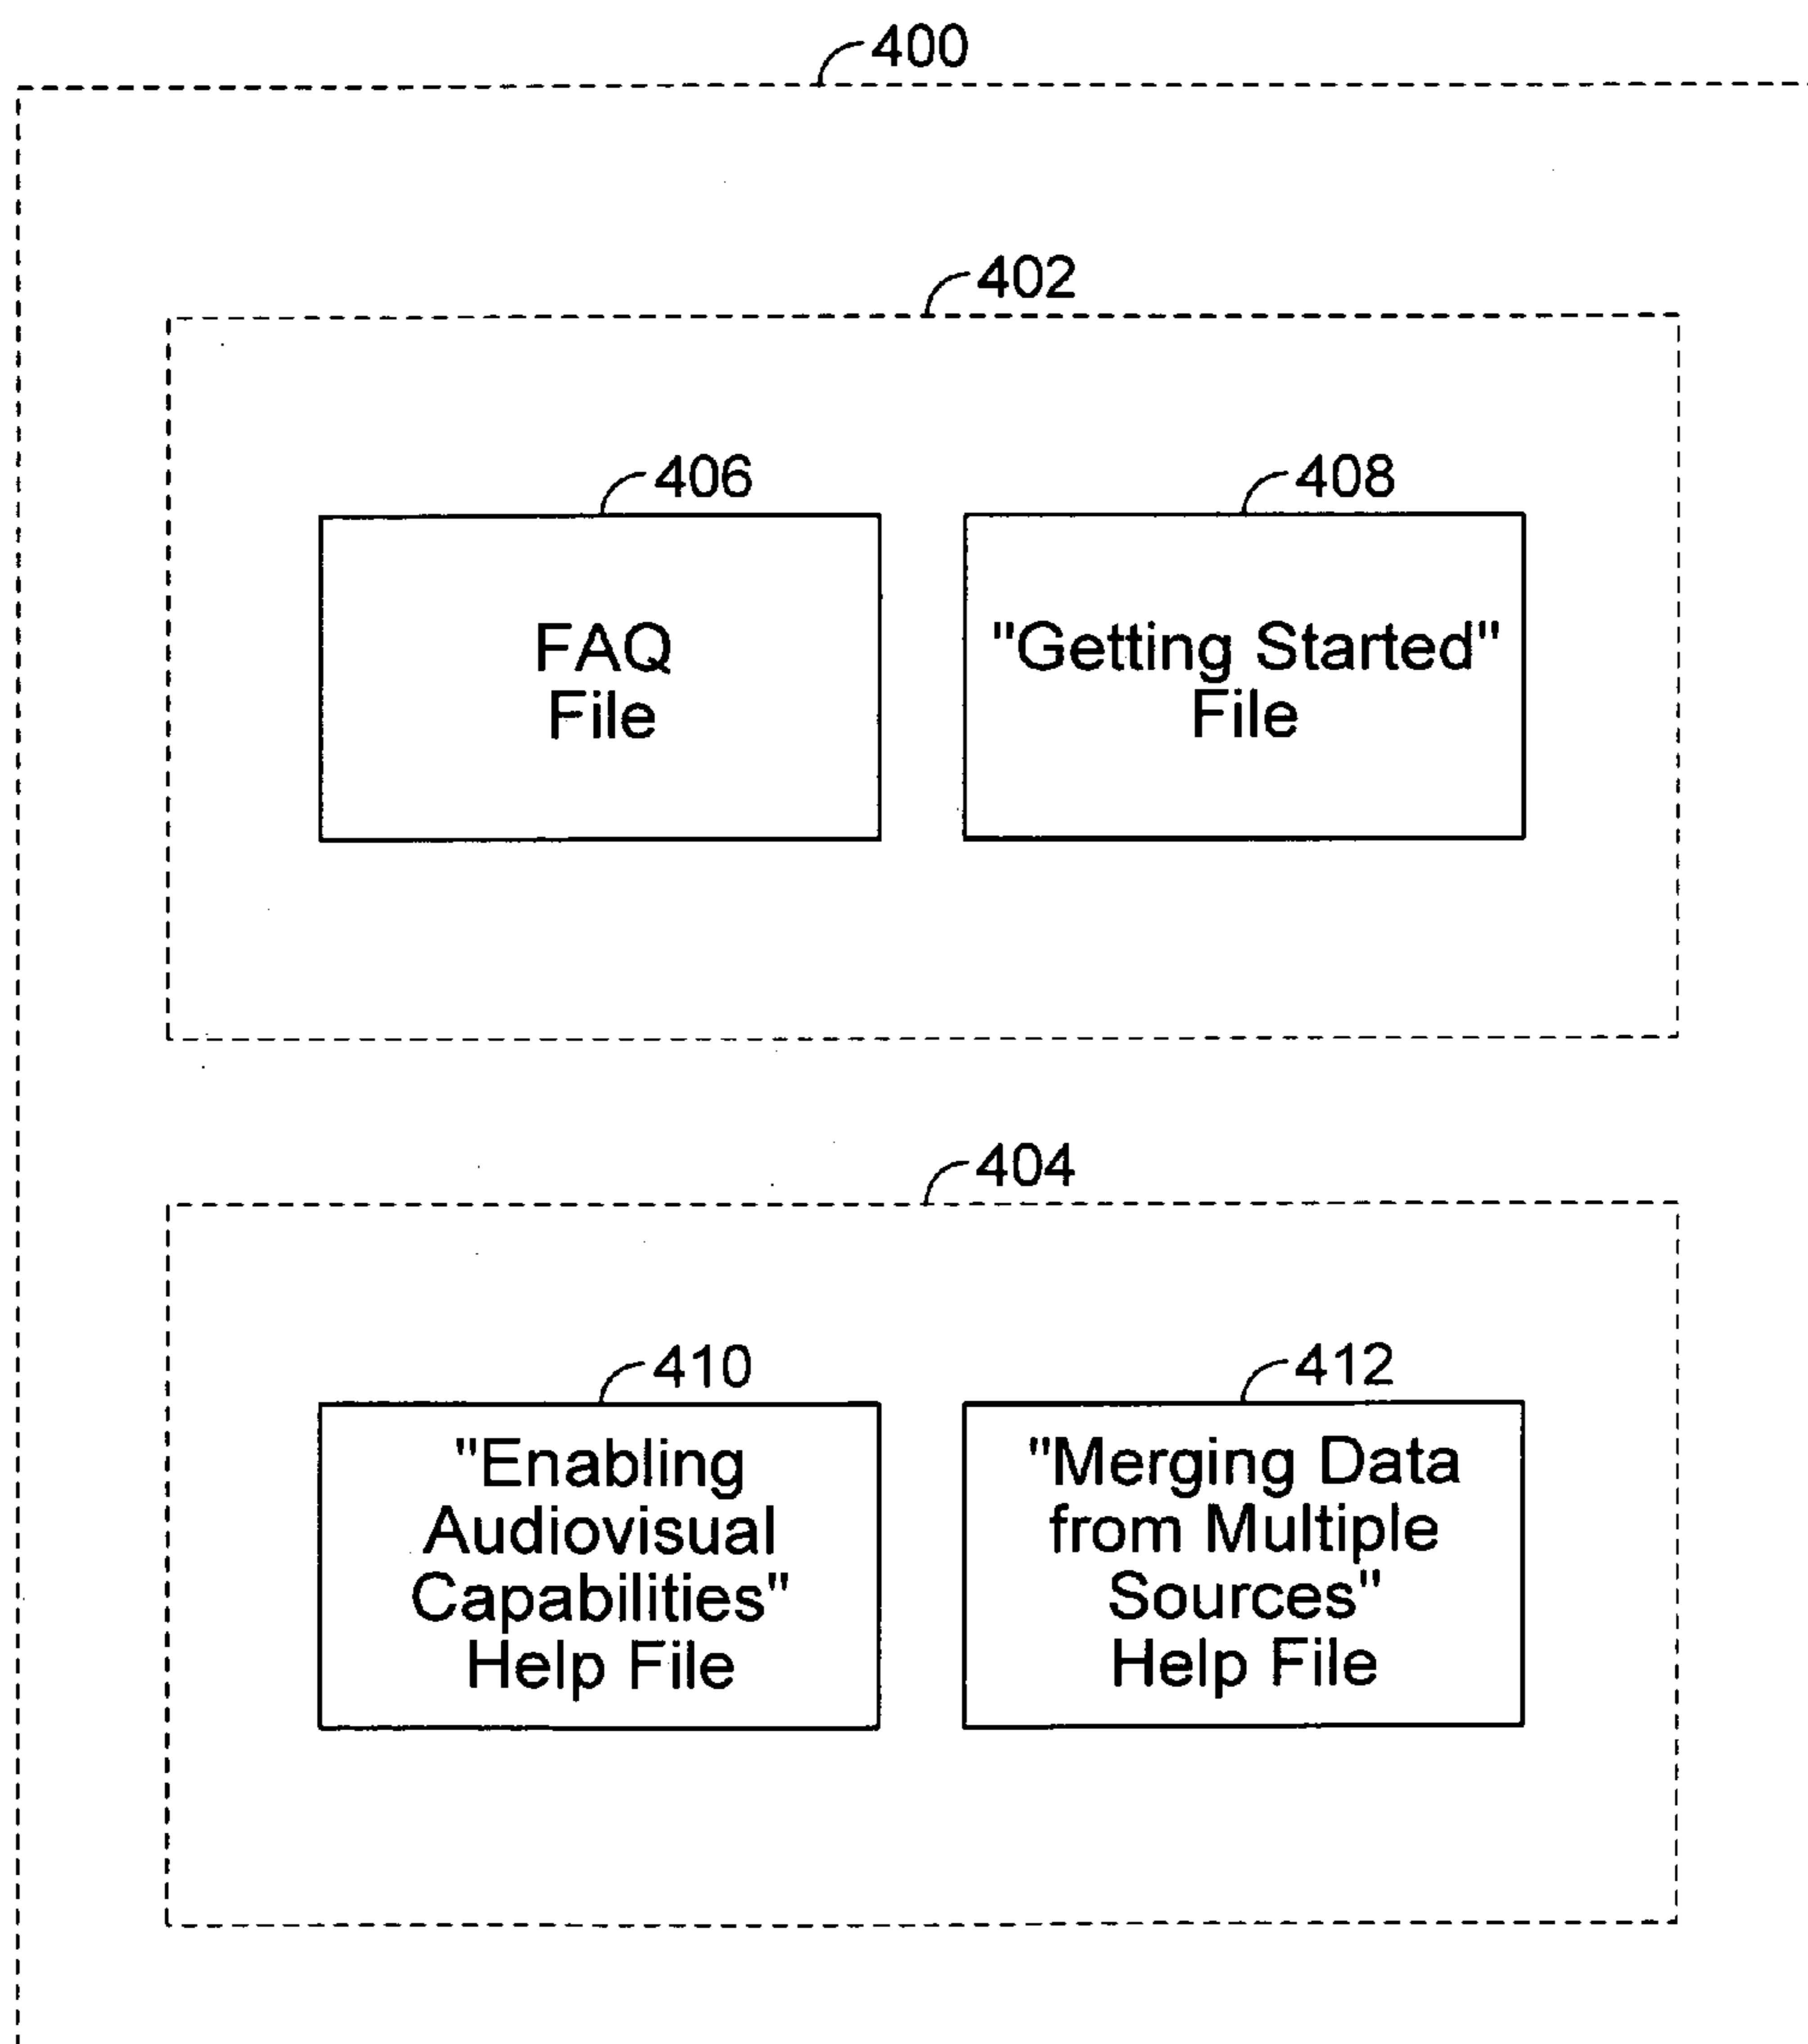 400
402
406
408
FAQ
File
"Getting Started"
File
404
410
412
"Enabling
Audiovisual
Capabilities"
Help File
"Merging Data
from Multiple
Sources"
Help File